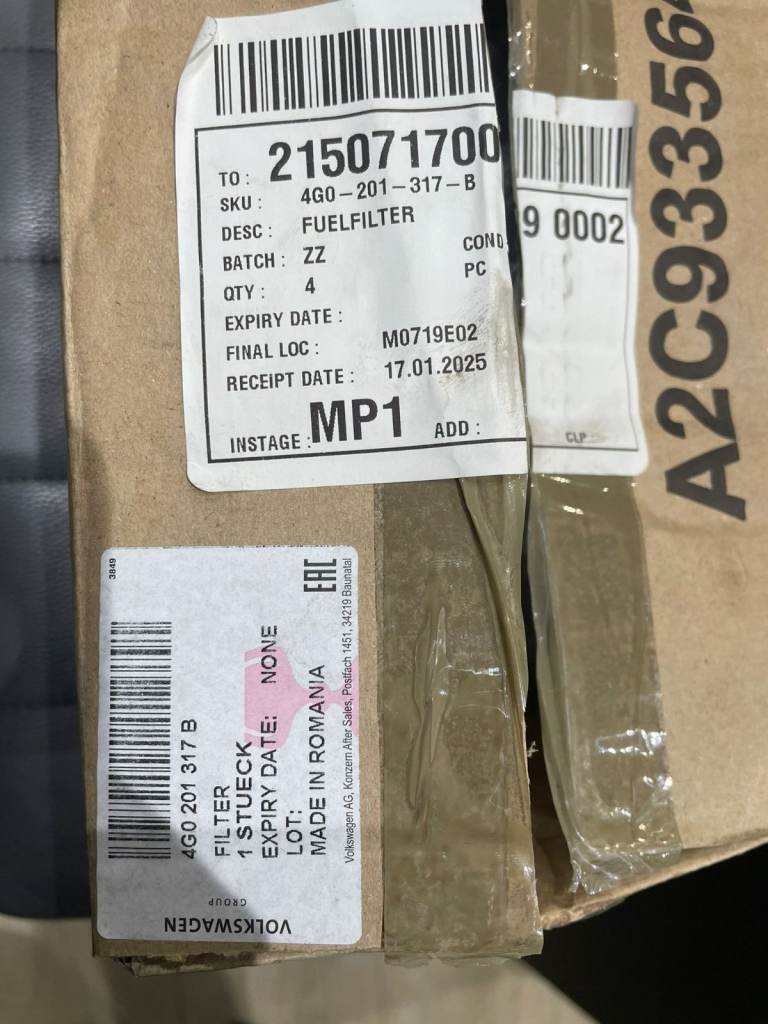 TO : 215071700
SKU : 4G0-201-317-B
DESC : FUELFILTER
BATCH : ZZ COND
QTY : 4 PC
EXPIRY DATE :
FINAL LOC : M0719E02
RECEIPT DATE : 17.01.2025
INSTAGE : MP1 ADD :
9 0002
CLP
A2C933564
3849
4G0 201 317 B
FILTER
1 STUECK
EXPIRY DATE: NONE
LOT:
MADE IN ROMANIA
EAC
Volkswagen AG, Konzern After Sales, Postfach 1451, 34219 Baunatal
VOLKSWAGEN
GROUP